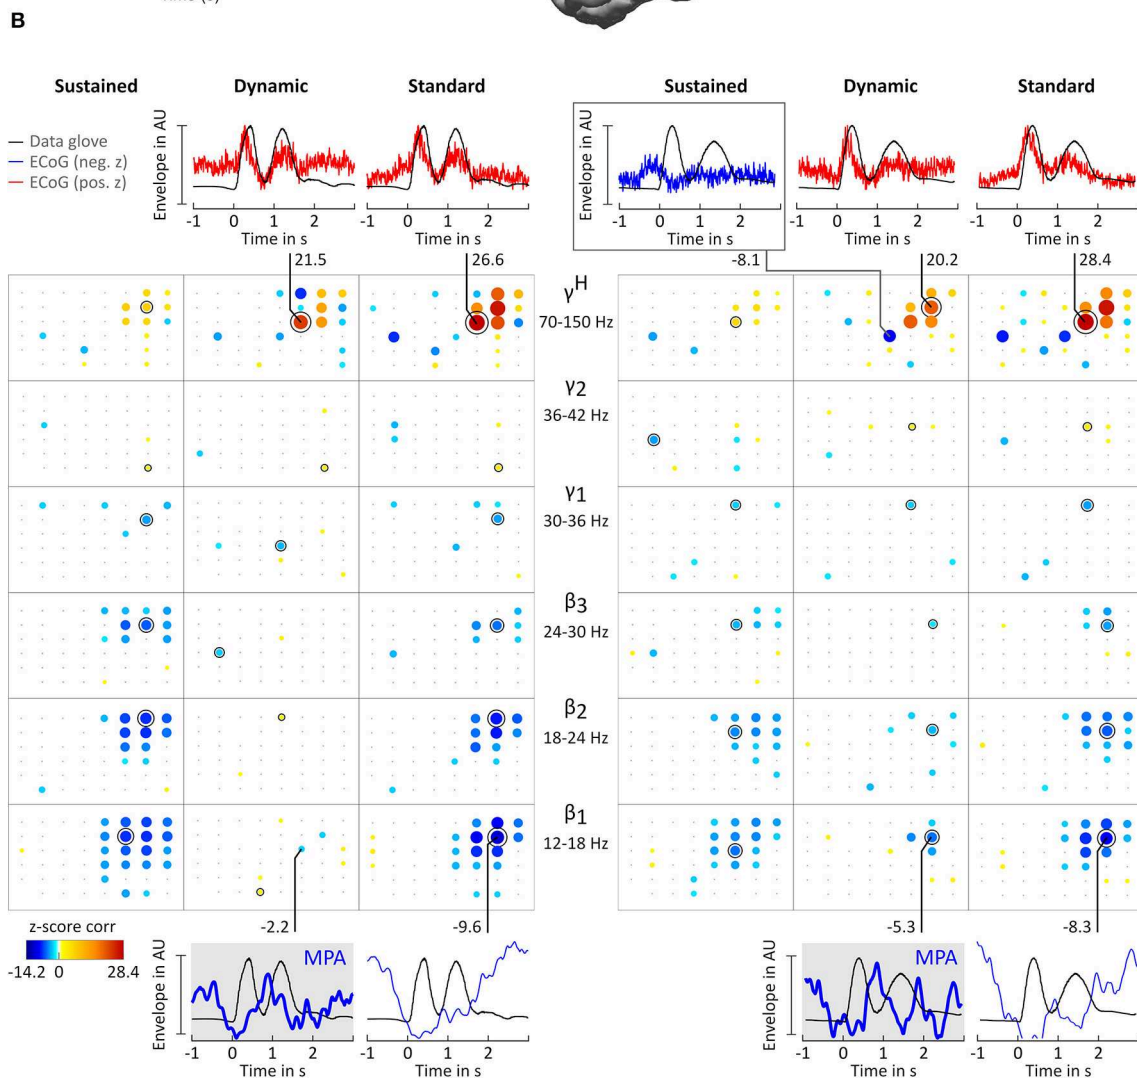 Time (s)
B
Sustained Dynamic Standard Sustained Dynamic Standard
Data glove
ECoG (neg. z)
ECoG (pos. z)
Envelope in AU
Envelope in AU
-1 0 1 2 -1 0 1 2 -1 0 1 2 -1 0 1 2 -1 0 1 2
Time in s Time in s Time in s Time in s Time in s
21.5 26.6 -8.1 20.2 28.4
γH
70-150 Hz
γ2
36-42 Hz
γ1
30-36 Hz
β3
24-30 Hz
β2
18-24 Hz
β1
12-18 Hz
z-score corr
-14.2 0 28.4
-2.2 -9.6 -5.3 -8.3
Envelope in AU
MPA
Envelope in AU
MPA
-1 0 1 2 -1 0 1 2 -1 0 1 2 -1 0 1 2
Time in s Time in s Time in s Time in s